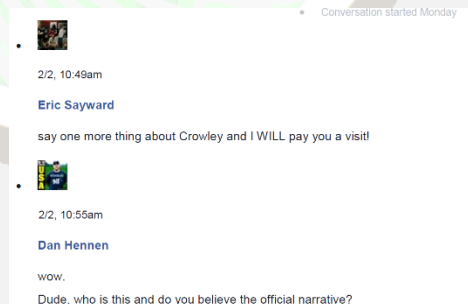 Conversation started Monday
2/2, 10:49am
Eric Sayward
say one more thing about Crowley and I WILL pay you a visit!
USA
2/2, 10:55am
Dan Hennen
wow.
Dude, who is this and do you believe the official narrative?